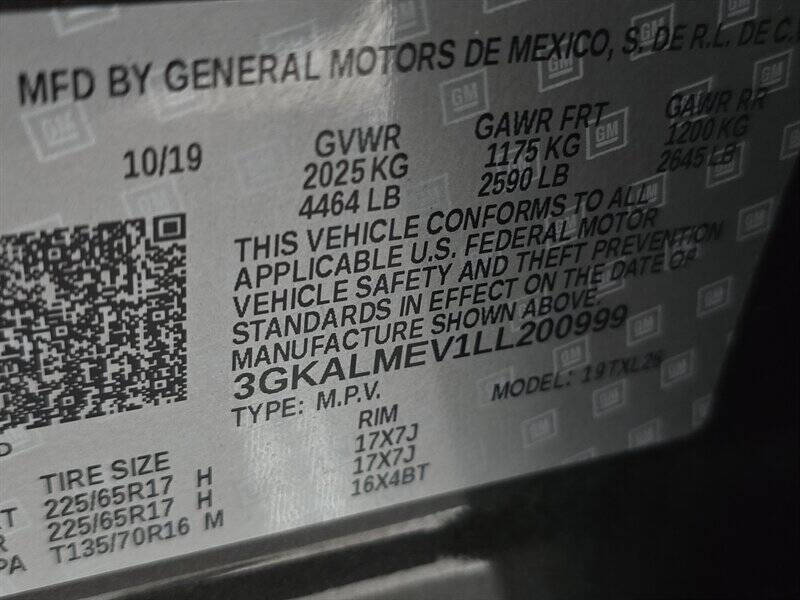 MFD BY GENERAL MOTORS DE MEXICO, S. DE R.L. DE C.
10/19 GVWR GAWR FRT GAWR RR
2025 KG 1175 KG 1200 KG
4464 LB 2590 LB 2645 LB
THIS VEHICLE CONFORMS TO ALL
APPLICABLE U.S. FEDERAL MOTOR
VEHICLE SAFETY AND THEFT PREVENTION
STANDARDS IN EFFECT ON THE DATE OF
MANUFACTURE SHOWN ABOVE.
3GKALMEV1LL200999
TYPE: M.P.V. MODEL: 19TXL26
TIRE SIZE RIM
225/65R17 H 17X7J
225/65R17 H 17X7J
T135/70R16 M 16X4BT